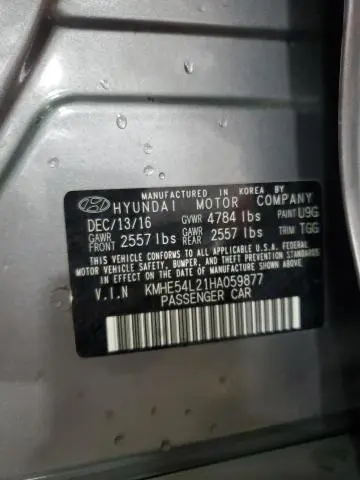 MANUFACTURED IN KOREA
HYUNDAI MOTOR COMPANY
DEC/13/16 GVWR 4784 lbs PAINT U9G
GAWR FRONT 2557 lbs GAWR REAR 2557 lbs TRIM TGG
THIS VEHICLE CONFORMS TO ALL APPLICABLE U.S. FEDERAL
MOTOR VEHICLE SAFETY, BUMPER, AND THEFT PREVENTION
STANDARDS IN EFFECT ON THE DATE OF MANUFACTURE SHOWN ABOVE.
V.I.N KMHE54L21HA059877
PASSENGER CAR